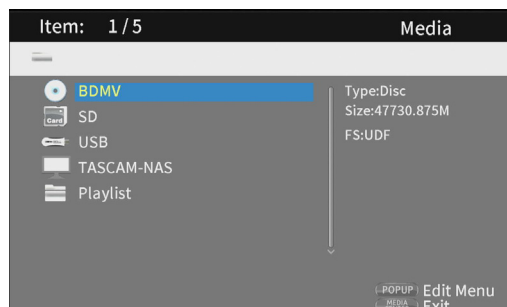 Item: 1/5 Media
BDMV
SD
USB
TASCAM-NAS
Playlist
Type:Disc
Size:47730.875M
FS:UDF
Card
POPUP Edit Menu
MEDIA Exit